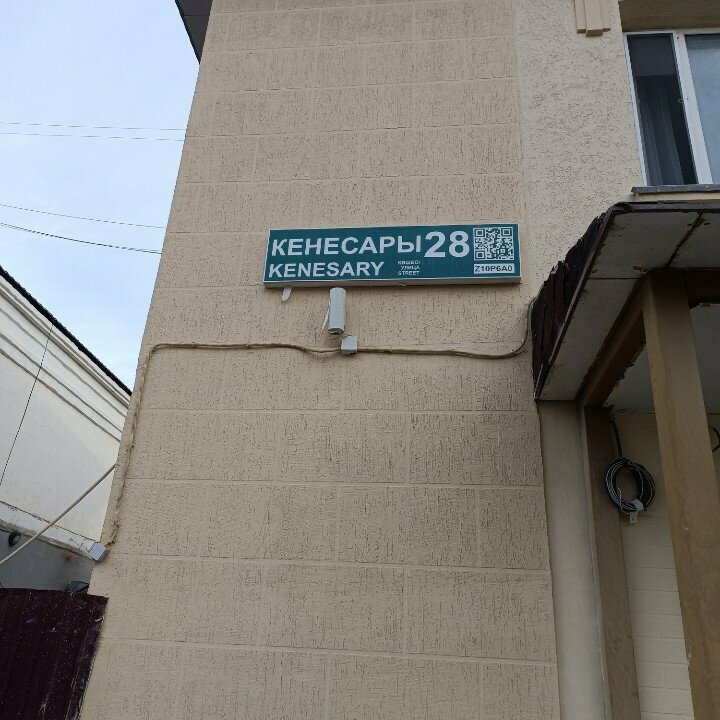 КЕНЕСАРЫ 28
KENESARY
КӨШЕСІ
УЛИЦА
STREET
Z10P6A0